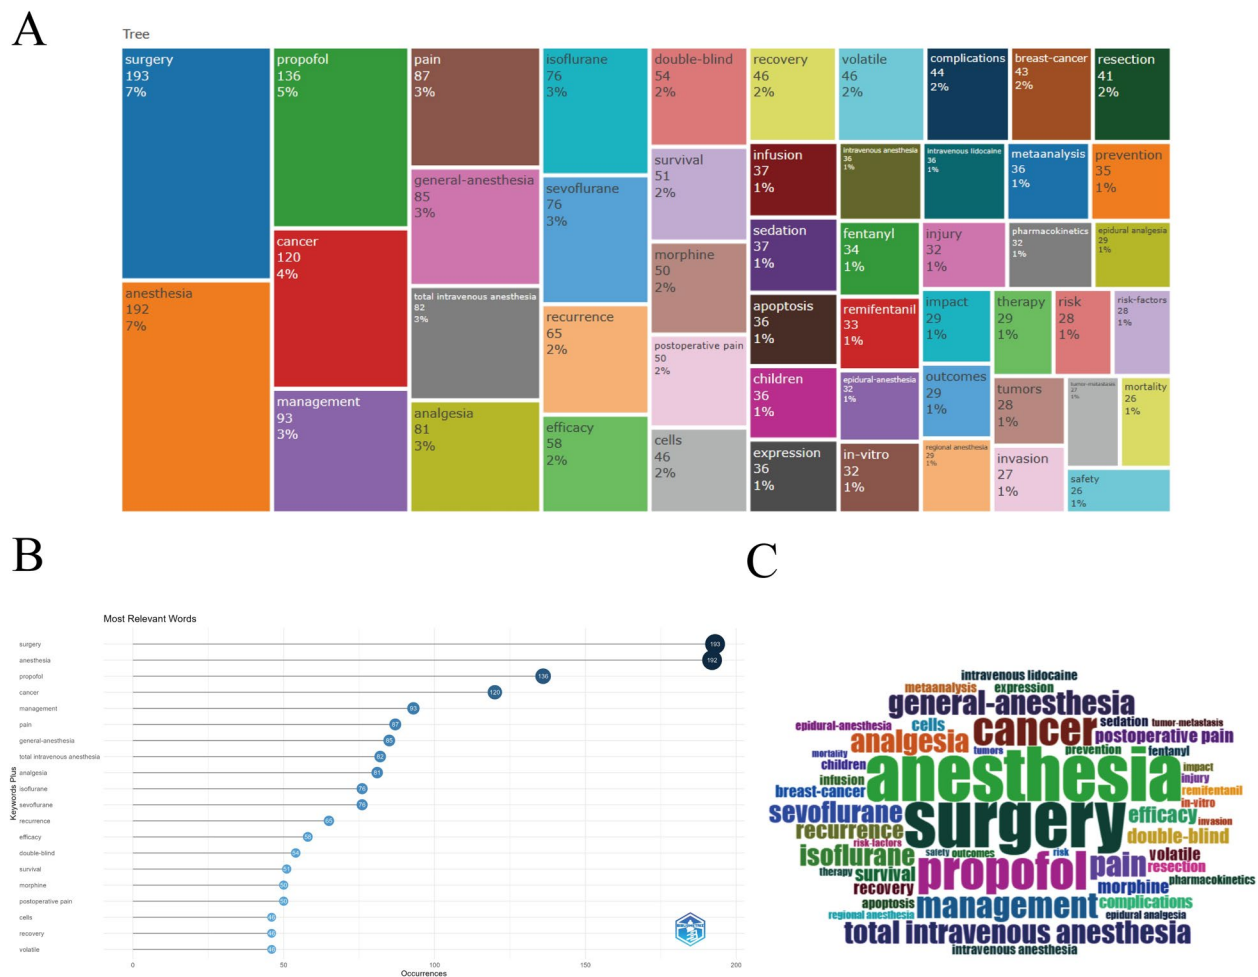 A
Tree
surgery
193
7%
anesthesia
192
7%
propofol
136
5%
cancer
120
4%
management
93
3%
pain
87
3%
general-anesthesia
85
3%
total intravenous anesthesia
82
3%
analgesia
81
3%
isoflurane
76
3%
sevoflurane
76
3%
recurrence
65
2%
efficacy
58
2%
double-blind
54
2%
survival
51
2%
morphine
50
2%
postoperative pain
50
2%
cells
46
2%
recovery
46
2%
volatile
46
2%
complications
44
2%
breast-cancer
43
2%
resection
41
2%
infusion
37
1%
sedation
37
1%
apoptosis
36
1%
children
36
1%
expression
36
1%
intravenous anesthesia
36
1%
intravenous lidocaine
36
1%
metaanalysis
36
1%
prevention
35
1%
fentanyl
34
1%
remifentanil
33
1%
epidural-anesthesia
32
1%
in-vitro
32
1%
injury
32
1%
pharmacokinetics
32
1%
epidural analgesia
29
1%
impact
29
1%
outcomes
29
1%
regional anesthesia
29
1%
therapy
29
1%
risk
28
1%
risk-factors
28
1%
tumors
28
1%
invasion
27
1%
tumor-metastasis
27
1%
mortality
26
1%
safety
26
1%
B
Most Relevant Words
Keywords Plus
surgery 193
anesthesia 192
propofol 136
cancer 120
management 93
pain 87
general-anesthesia 85
total intravenous anesthesia 82
analgesia 81
isoflurane 76
sevoflurane 76
recurrence 65
efficacy 58
double-blind 54
survival 51
morphine 50
postoperative pain 50
cells 46
recovery 46
volatile 46
0 50 100 150 200
Occurrences
C
intravenous lidocaine
metaanalysis expression
general-anesthesia
epidural-anesthesia cells cancer sedation tumor-metastasis
analgesia postoperative pain
mortality tumors prevention fentanyl
children anesthesia impact
infusion injury
breast-cancer remifentanil
sevoflurane surgery in-vitro
efficacy invasion
recurrence double-blind
risk-factors
isoflurane safety outcomes risk volatile
therapy survival propofol pain resection
recovery morphine pharmacokinetics
apoptosis management complications
regional anesthesia epidural analgesia
total intravenous anesthesia
intravenous anesthesia